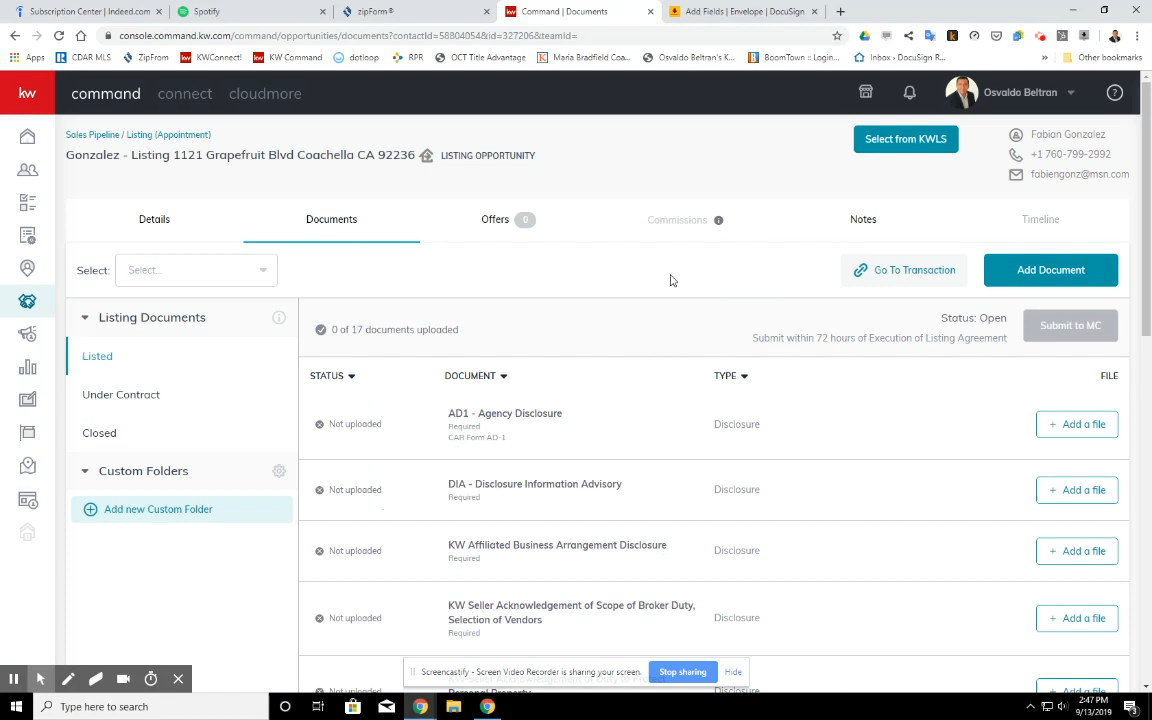 Subscription Center | Indeed.com
Spotify
zipForm®
Command | Documents
Add Fields | Envelope | DocuSign
console.command.kw.com/command/opportunities/documents?contactId=58804054&id=327206&teamId=
Apps
CDAR MLS
ZipFrom
KWConnect!
KW Command
dotloop
RPR
OCT Title Advantage
Maria Bradfield Coa...
Osvaldo Beltran's K...
BoomTown :: Login...
Inbox › DocuSign R...
Other bookmarks
kw
command
connect
cloudmore
Osvaldo Beltran
Sales Pipeline / Listing (Appointment)
Gonzalez - Listing 1121 Grapefruit Blvd Coachella CA 92236
LISTING OPPORTUNITY
Select from KWLS
Fabian Gonzalez
+1 760-799-2992
fabiengonz@msn.com
Details
Documents
Offers 0
Commissions
Notes
Timeline
Select:
Select...
Go To Transaction
Add Document
Listing Documents
Listed
Under Contract
Closed
Custom Folders
Add new Custom Folder
0 of 17 documents uploaded
Status: Open
Submit within 72 hours of Execution of Listing Agreement
Submit to MC
STATUS
DOCUMENT
TYPE
FILE
Not uploaded
AD1 - Agency Disclosure
Required
CAR Form AD-1
Disclosure
+ Add a file
Not uploaded
DIA - Disclosure Information Advisory
Required
Disclosure
+ Add a file
Not uploaded
KW Affiliated Business Arrangement Disclosure
Required
Disclosure
+ Add a file
Not uploaded
KW Seller Acknowledgement of Scope of Broker Duty,
Selection of Vendors
Required
Disclosure
+ Add a file
Not uploaded
Personal Property
Disclosure
+ Add a file
Screencastify - Screen Video Recorder is sharing your screen.
Stop sharing
Hide
Type here to search
2:47 PM
9/13/2019
3